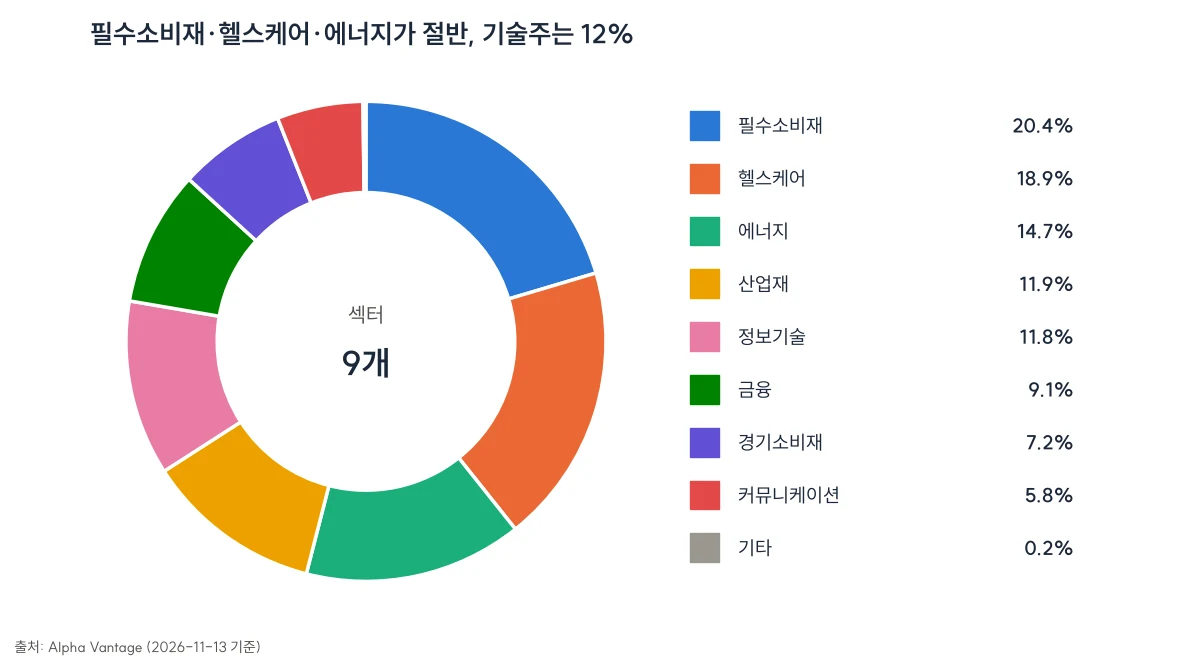 필수소비재·헬스케어·에너지가 절반, 기술주는 12%
섹터
9개
필수소비재 20.4%
헬스케어 18.9%
에너지 14.7%
산업재 11.9%
정보기술 11.8%
금융 9.1%
경기소비재 7.2%
커뮤니케이션 5.8%
기타 0.2%
출처: Alpha Vantage (2026-11-13 기준)